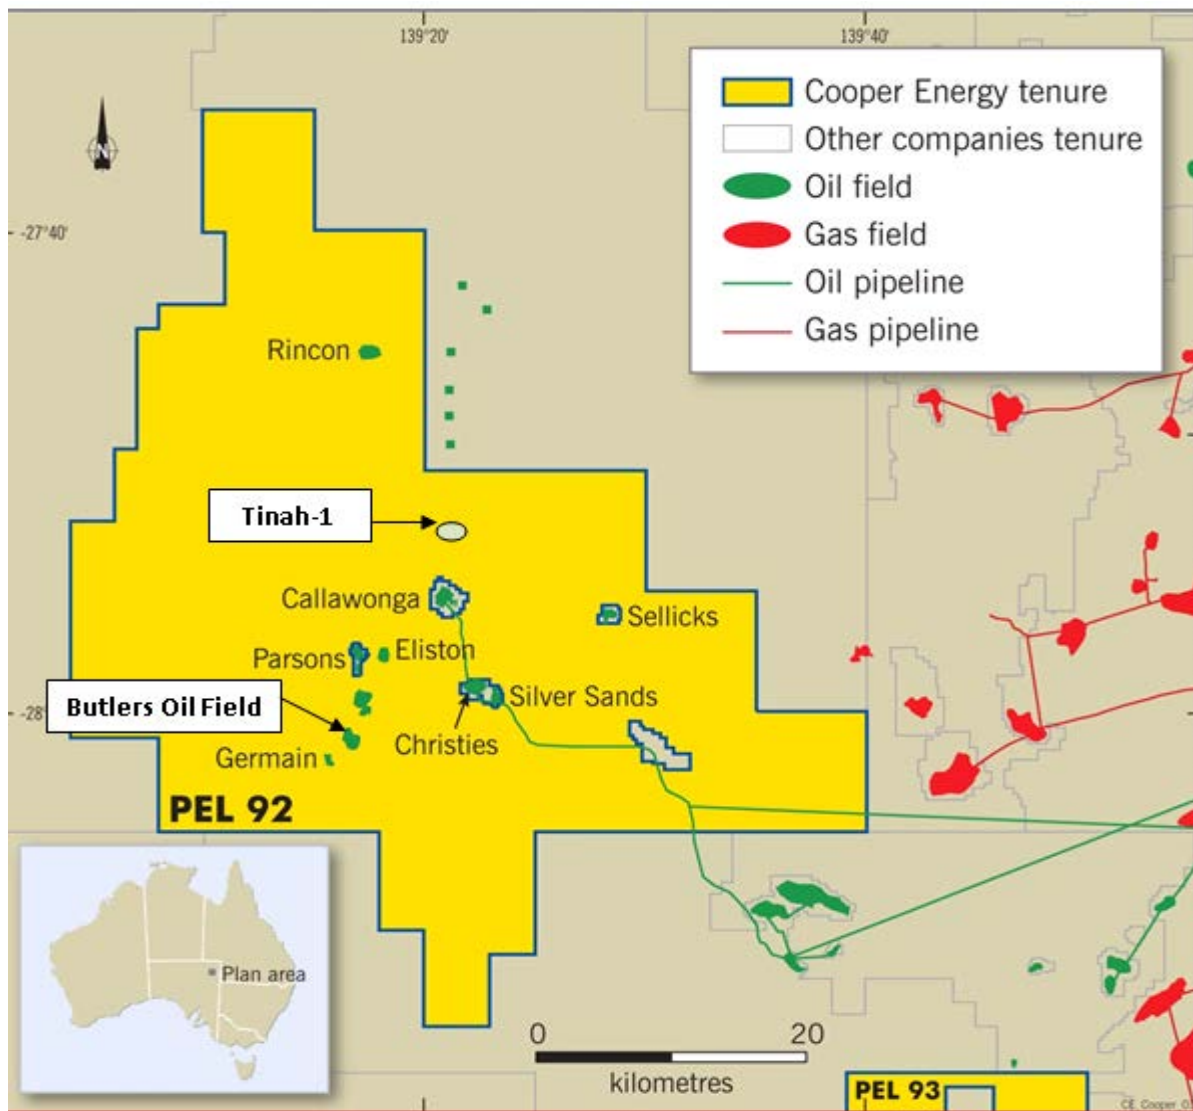 139°20'
139°40'
Cooper Energy tenure
Other companies tenure
Oil field
Gas field
Oil pipeline
Gas pipeline
N
-27°40'
Rincon
Tinah-1
Callawonga
Sellicks
Parsons
Eliston
Butlers Oil Field
Silver Sands
-28°
Christies
Germain
PEL 92
Plan area
0 20
kilometres
PEL 93
CE Cooper